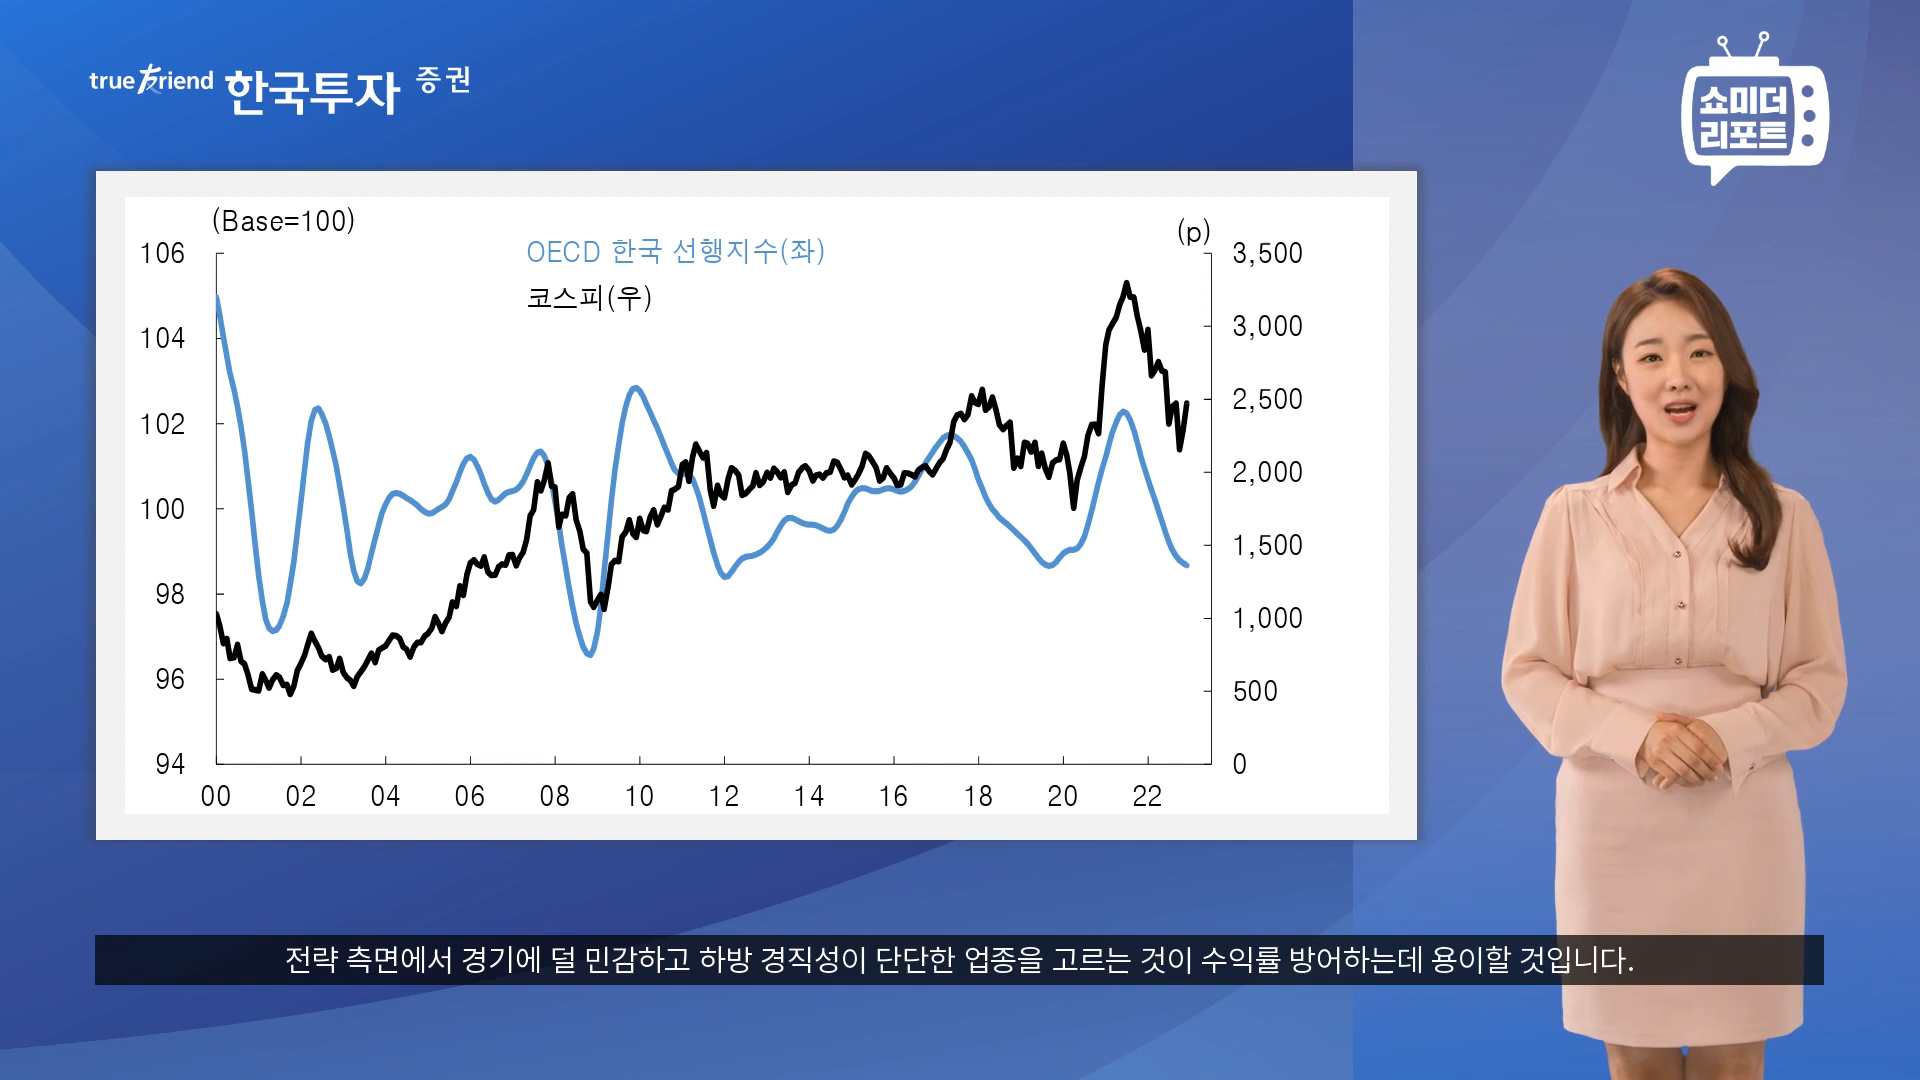 true friend 한국투자 증권
쇼미더
리포트
(Base=100)
(p)
OECD 한국 선행지수(좌)
코스피(우)
106
104
102
100
98
96
94
3,500
3,000
2,500
2,000
1,500
1,000
500
0
00 02 04 06 08 10 12 14 16 18 20 22
전략 측면에서 경기에 덜 민감하고 하방 경직성이 단단한 업종을 고르는 것이 수익률 방어하는데 용이할 것입니다.